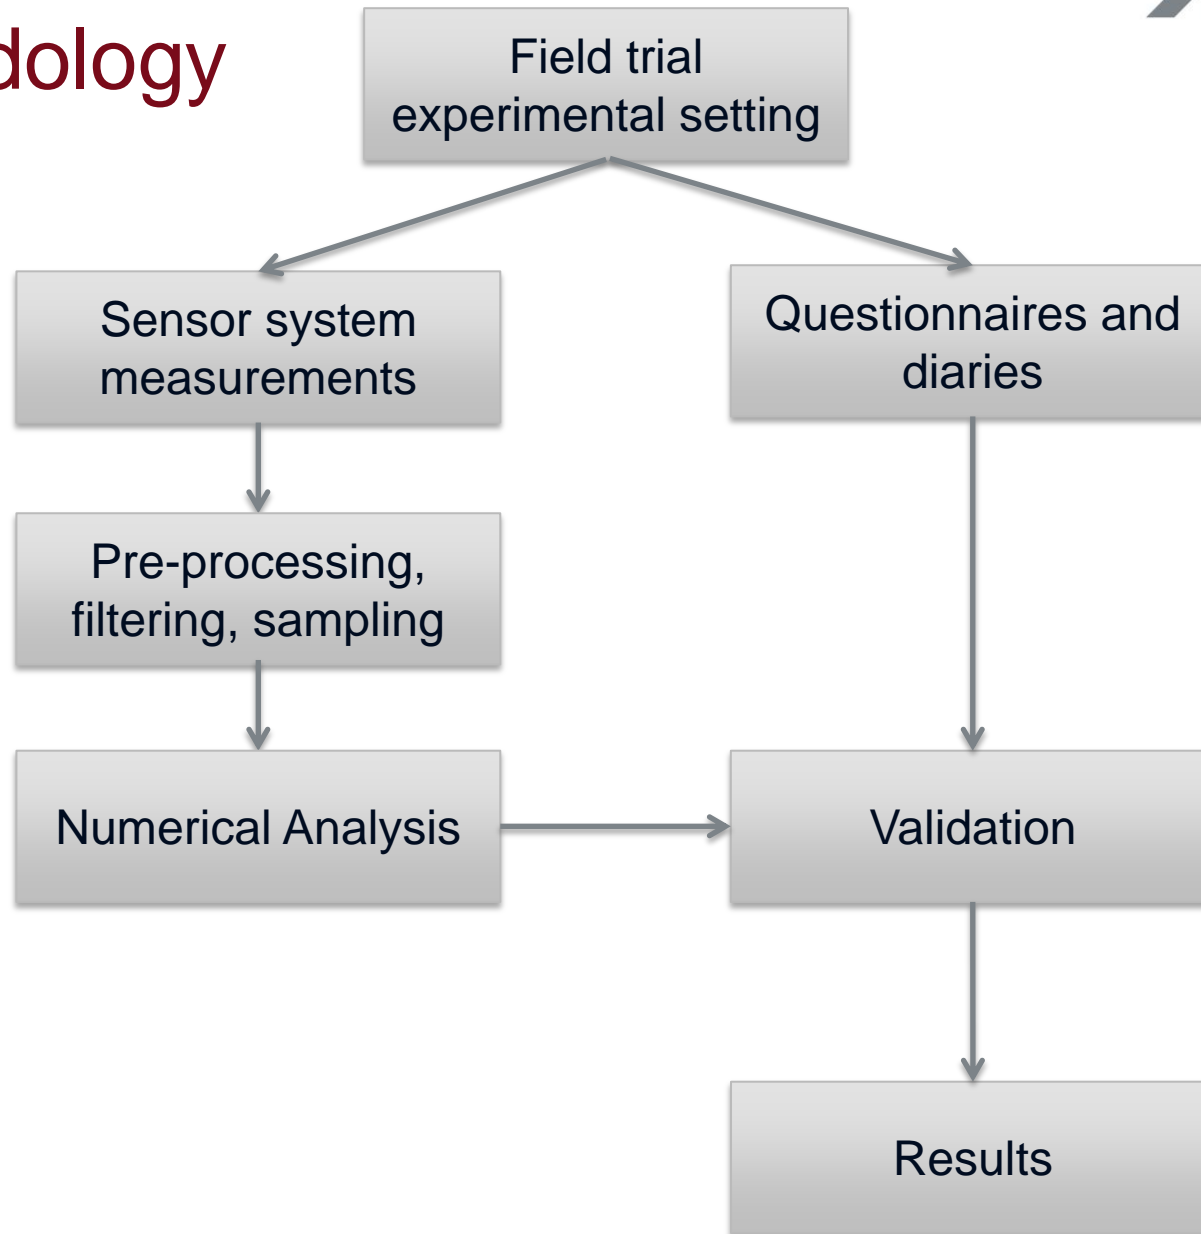 dology
Field trial
experimental setting
Sensor system
measurements
Questionnaires and
diaries
Pre-processing,
filtering, sampling
Numerical Analysis
Validation
Results